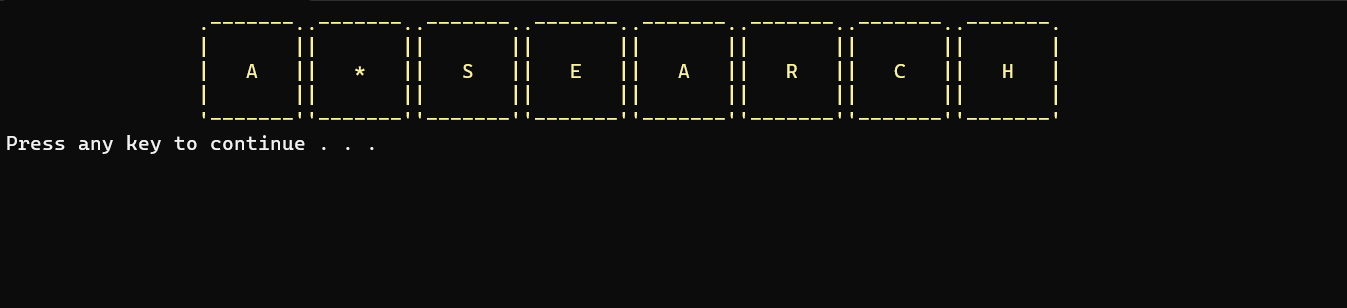 A * S E A R C H
Press any key to continue . . .